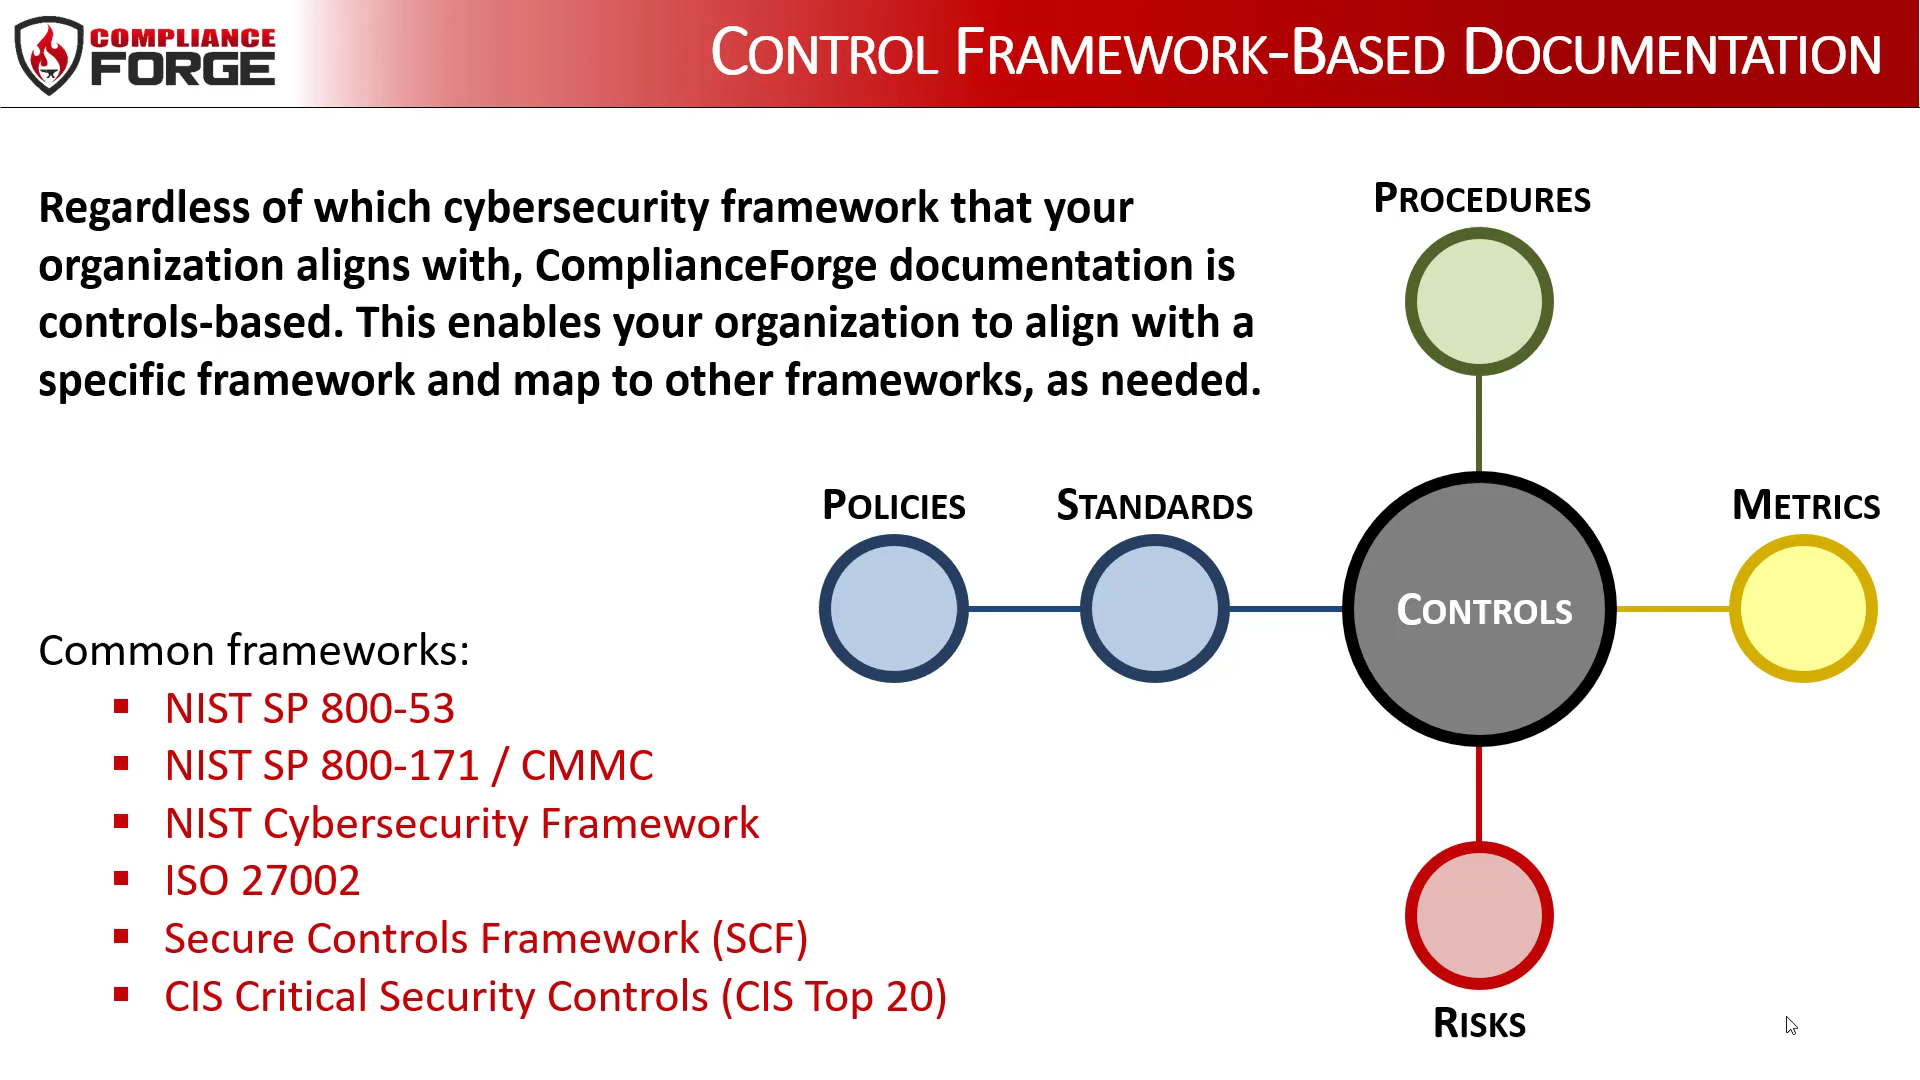 COMPLIANCE
FORGE
CONTROL FRAMEWORK-BASED DOCUMENTATION
Regardless of which cybersecurity framework that your
organization aligns with, ComplianceForge documentation is
controls-based. This enables your organization to align with a
specific framework and map to other frameworks, as needed.
PROCEDURES
POLICIES
STANDARDS
METRICS
CONTROLS
Common frameworks:
▪ NIST SP 800-53
▪ NIST SP 800-171 / CMMC
▪ NIST Cybersecurity Framework
▪ ISO 27002
▪ Secure Controls Framework (SCF)
▪ CIS Critical Security Controls (CIS Top 20)
RISKS